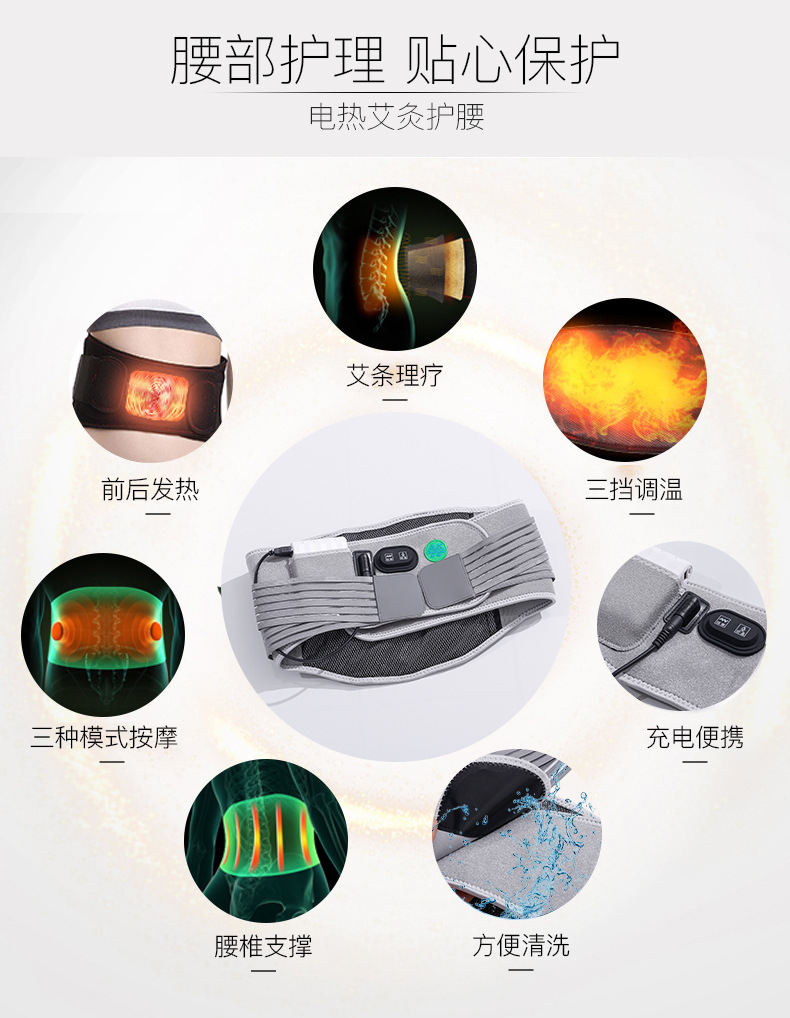 腰部护理 贴心保护
电热艾灸护腰
艾条理疗
前后发热
三挡调温
三种模式按摩
充电便携
腰椎支撑
方便清洗